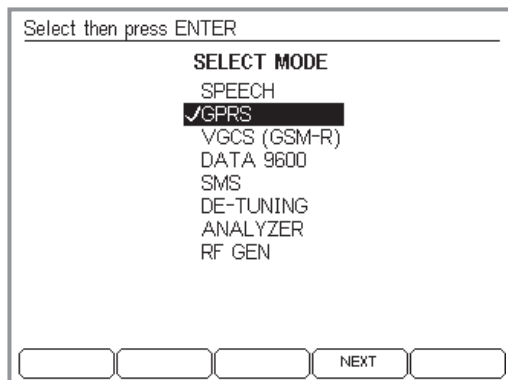 Select then press ENTER
SELECT MODE
SPEECH
✓GPRS
VGCS (GSM-R)
DATA 9600
SMS
DE-TUNING
ANALYZER
RF GEN
NEXT